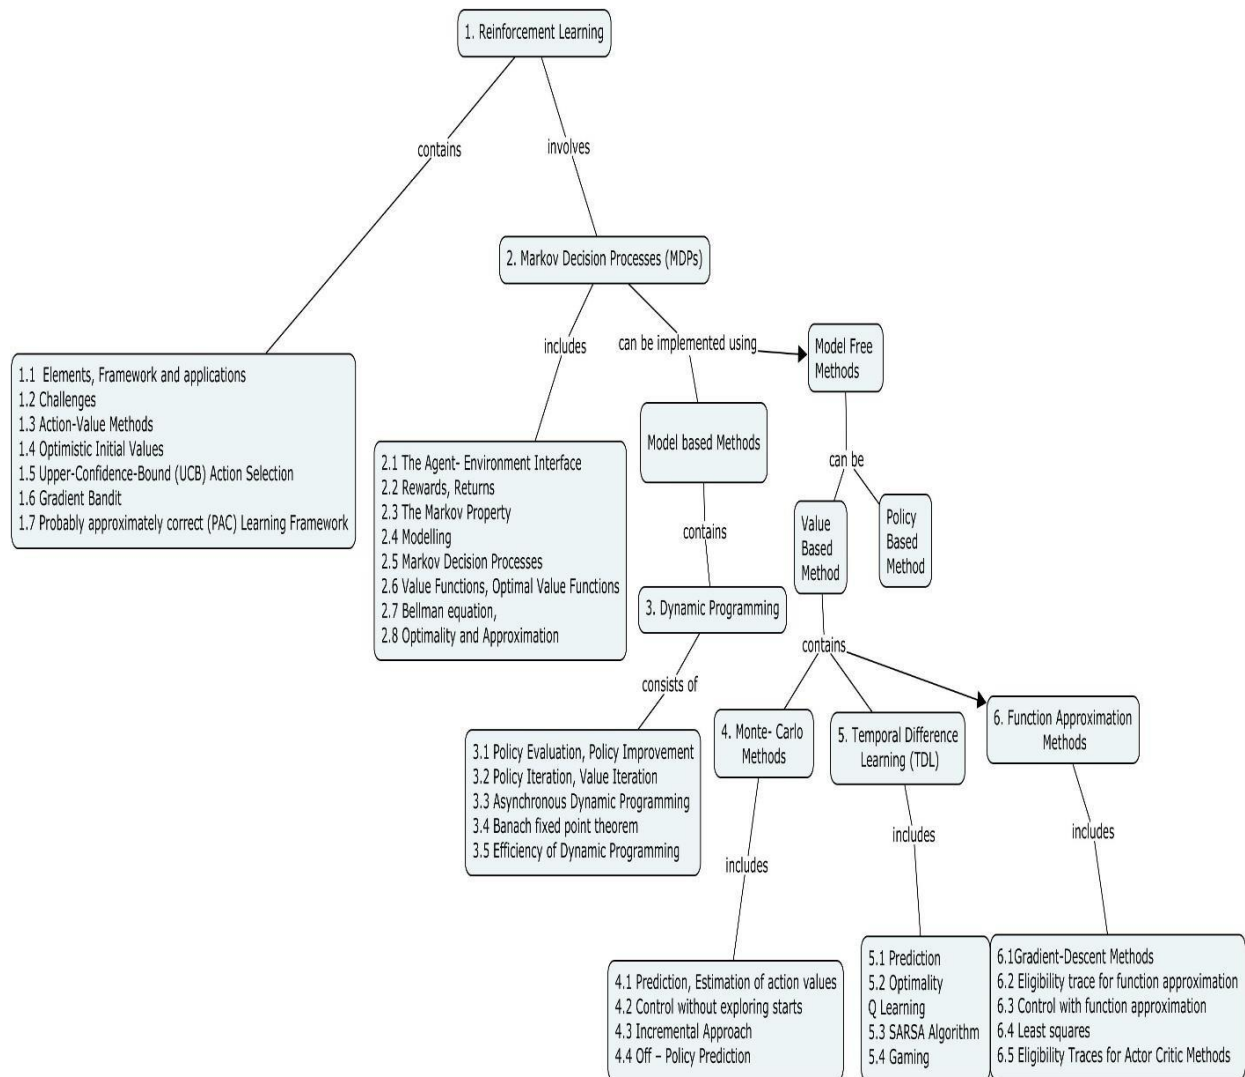 1. Reinforcement Learning
contains
involves
2. Markov Decision Processes (MDPs)
includes
can be implemented using
Model Free
Methods
1.1 Elements, Framework and applications
1.2 Challenges
1.3 Action-Value Methods
1.4 Optimistic Initial Values
1.5 Upper-Confidence-Bound (UCB) Action Selection
1.6 Gradient Bandit
1.7 Probably approximately correct (PAC) Learning Framework
2.1 The Agent- Environment Interface
2.2 Rewards, Returns
2.3 The Markov Property
2.4 Modelling
2.5 Markov Decision Processes
2.6 Value Functions, Optimal Value Functions
2.7 Bellman equation,
2.8 Optimality and Approximation
Model based Methods
can be
contains
Value
Based
Method
Policy
Based
Method
3. Dynamic Programming
contains
consists of
4. Monte- Carlo
Methods
5. Temporal Difference
Learning (TDL)
6. Function Approximation
Methods
3.1 Policy Evaluation, Policy Improvement
3.2 Policy Iteration, Value Iteration
3.3 Asynchronous Dynamic Programming
3.4 Banach fixed point theorem
3.5 Efficiency of Dynamic Programming
includes
includes
includes
4.1 Prediction, Estimation of action values
4.2 Control without exploring starts
4.3 Incremental Approach
4.4 Off – Policy Prediction
5.1 Prediction
5.2 Optimality
Q Learning
5.3 SARSA Algorithm
5.4 Gaming
6.1Gradient-Descent Methods
6.2 Eligibility trace for function approximation
6.3 Control with function approximation
6.4 Least squares
6.5 Eligibility Traces for Actor Critic Methods